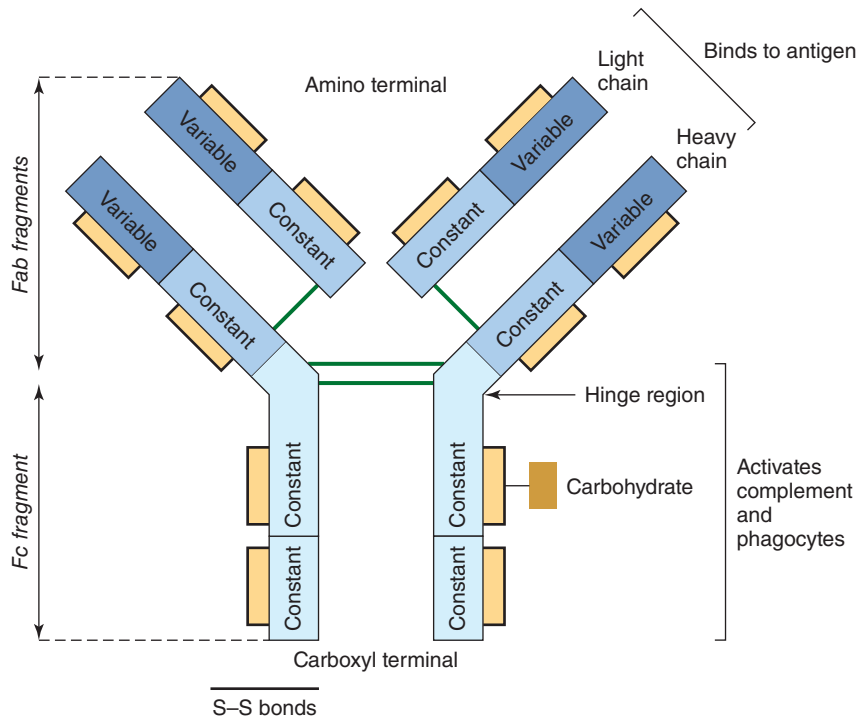 Binds to antigen
Light
chain
Amino terminal
Heavy
chain
Variable
Variable
Variable
Variable
Constant
Constant
Constant
Constant
Fab fragments
Hinge region
Fc fragment
Constant
Constant
Carbohydrate
Activates
complement
and
phagocytes
Constant
Constant
Carboxyl terminal
S–S bonds